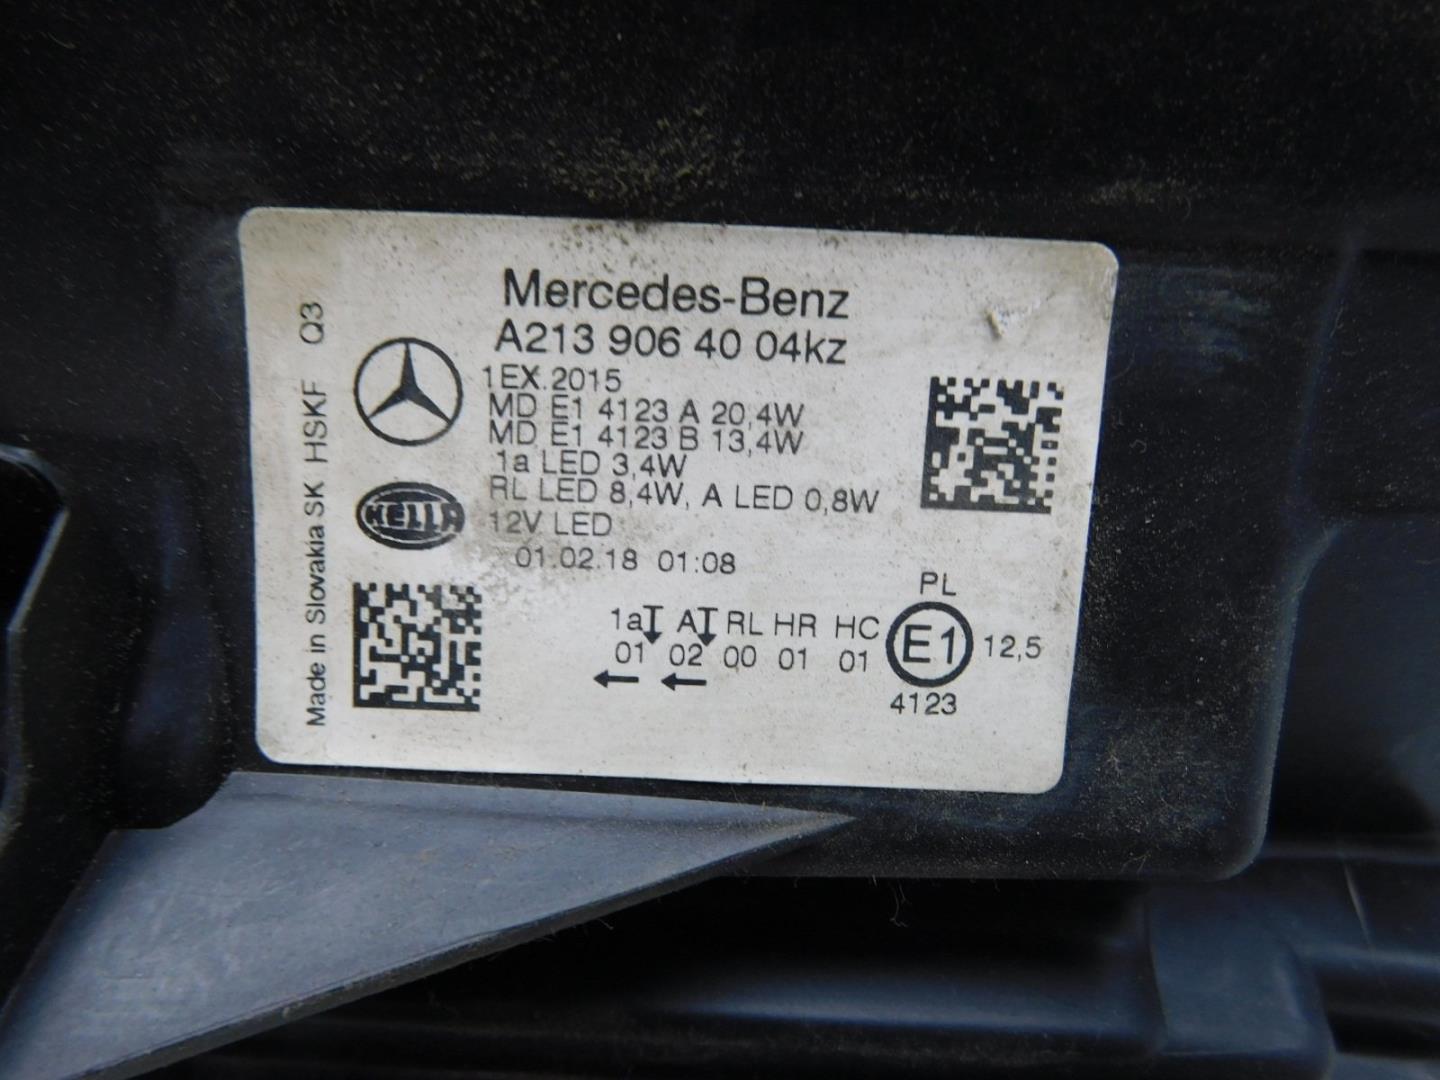 Mercedes-Benz
A213 906 40 04kz
1EX.2015
MD E1 4123 A 20,4W
MD E1 4123 B 13,4W
1a LED 3,4W
RL LED 8,4W, A LED 0,8W
12V LED
01.02.18 01:08
HELLA
Made in Slovakia SK HSKF Q3
PL
1a A RL HR HC E1 12,5
01 02 00 01 01
4123